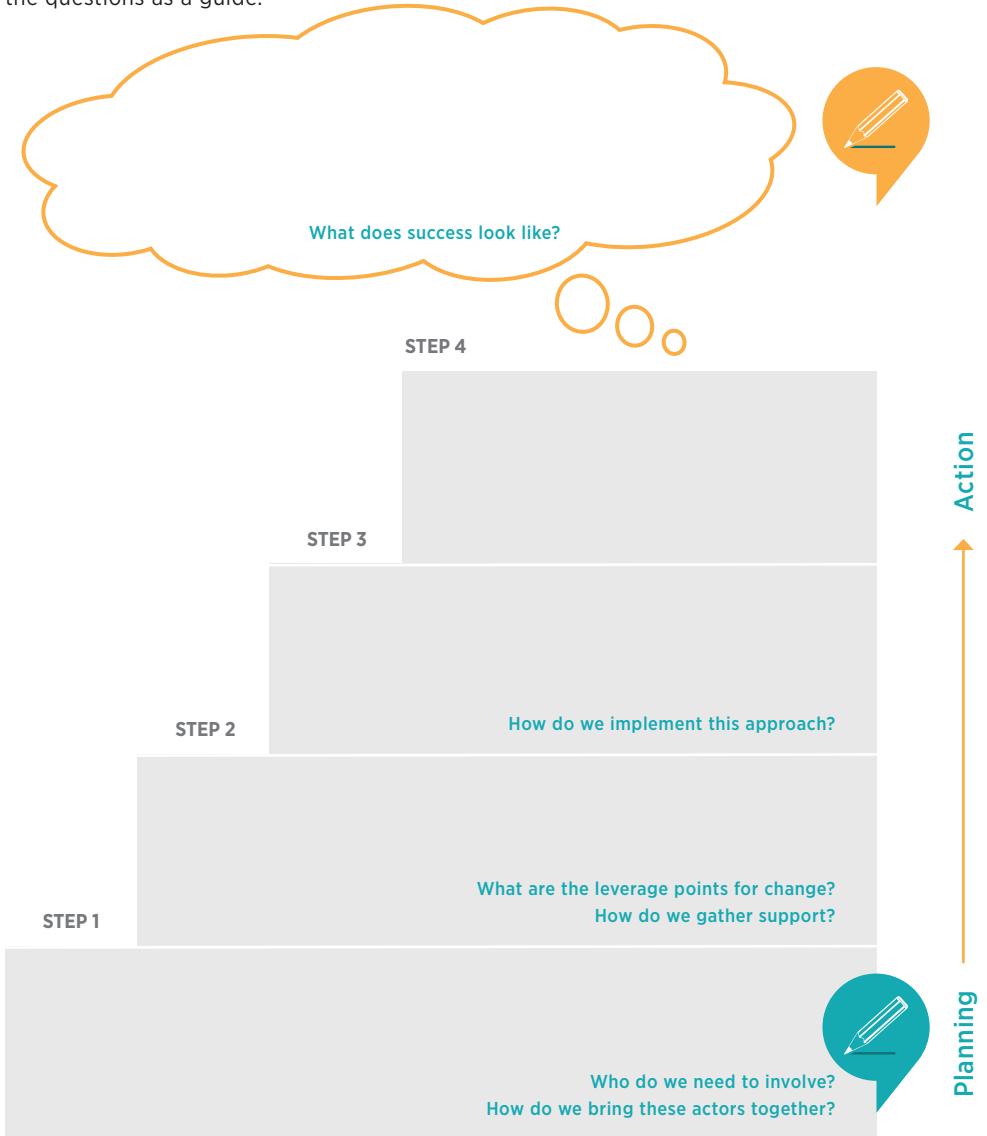 the questions as a guide.
What does success look like?
STEP 4
Action
STEP 3
How do we implement this approach?
STEP 2
What are the leverage points for change?
How do we gather support?
STEP 1
Planning
Who do we need to involve?
How do we bring these actors together?